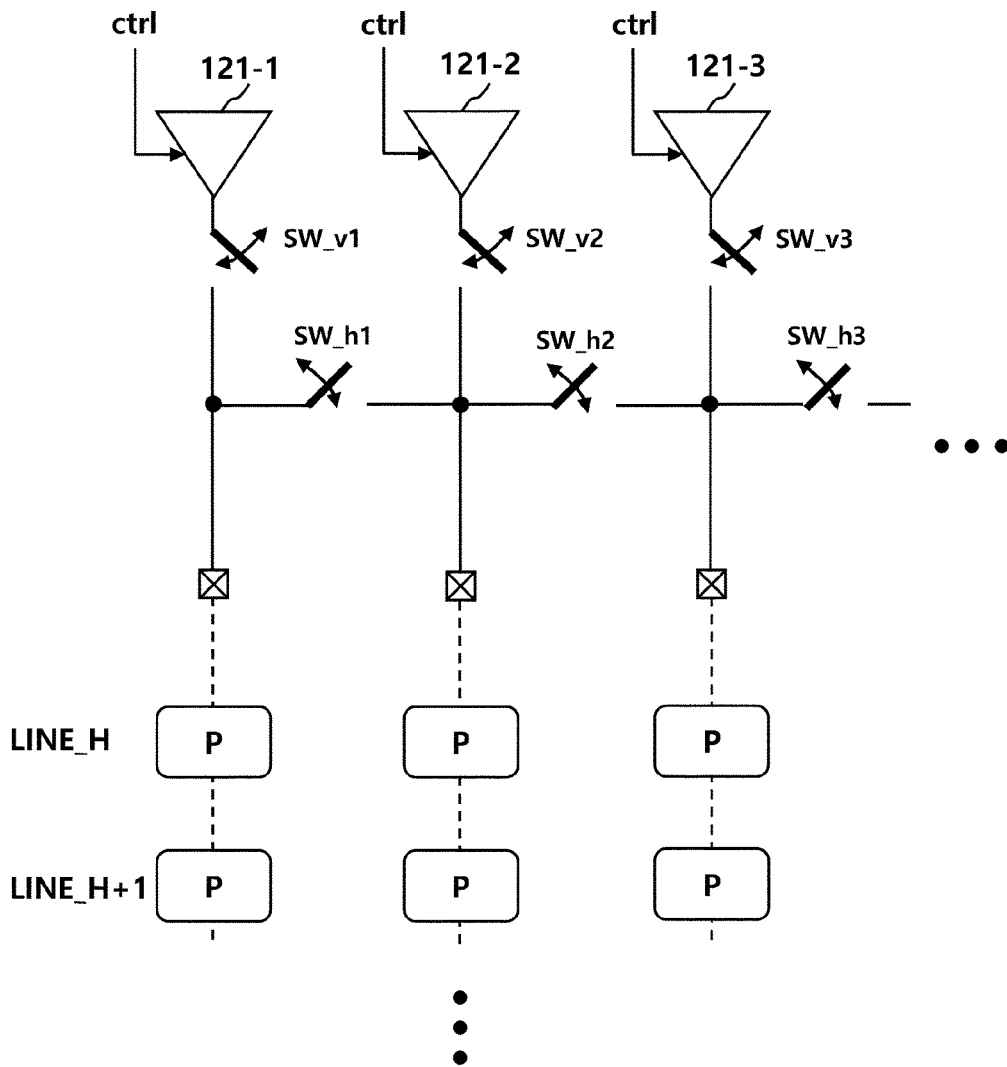 ctrl ctrl ctrl
121-1 121-2 121-3
SW_v1 SW_v2 SW_v3
SW_h1 SW_h2 SW_h3
LINE_H P P P
LINE_H+1 P P P